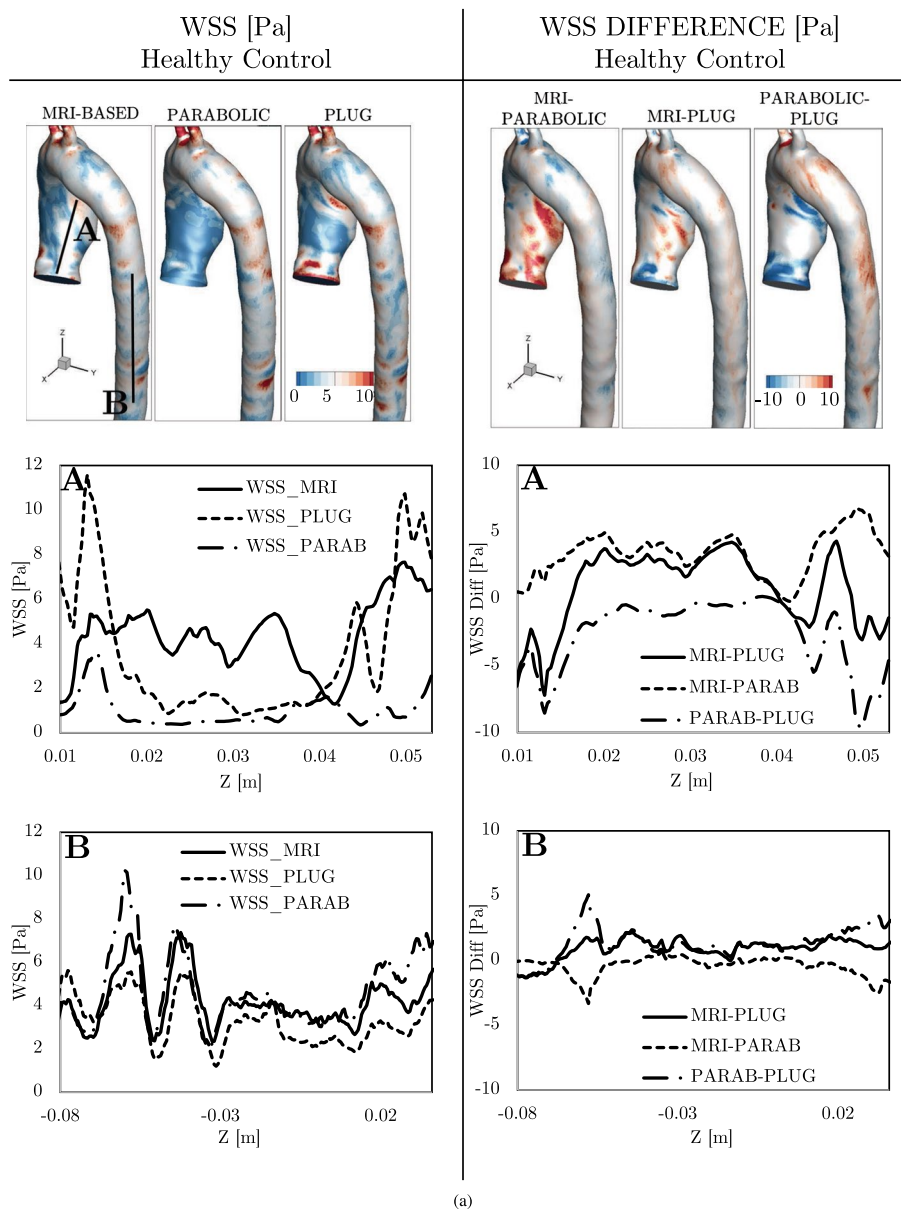 WSS [Pa]
Healthy Control
WSS DIFFERENCE [Pa]
Healthy Control
MRI-BASED
PARABOLIC
PLUG
A
B
Z
X
Y
0
5
10
MRI-
PARABOLIC
MRI-PLUG
PARABOLIC-
PLUG
Z
X
Y
-10
0
10
A
WSS_MRI
WSS_PLUG
WSS_PARAB
WSS [Pa]
12
10
8
6
4
2
0
0.01
0.02
0.03
0.04
0.05
Z [m]
A
WSS Diff [Pa]
10
5
0
-5
-10
MRI-PLUG
MRI-PARAB
PARAB-PLUG
0.01
0.02
0.03
0.04
0.05
Z [m]
B
WSS_MRI
WSS_PLUG
WSS_PARAB
WSS [Pa]
12
10
8
6
4
2
0
-0.08
-0.03
0.02
Z [m]
B
WSS Diff [Pa]
10
5
0
-5
-10
MRI-PLUG
MRI-PARAB
PARAB-PLUG
-0.08
-0.03
0.02
Z [m]
(a)